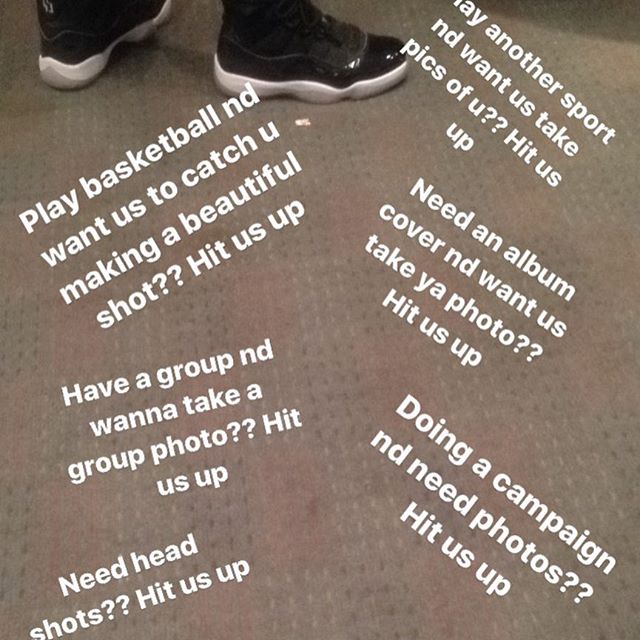 Play basketball nd
want us to catch u
making a beautiful
shot?? Hit us up
another sport
nd want us take
pics of u?? Hit us
up
Need an album
cover nd want us
take ya photo??
Hit us up
Have a group nd
wanna take a
group photo?? Hit
us up
Doing a campaign
nd need photos??
Hit us up
Need head
shots?? Hit us up